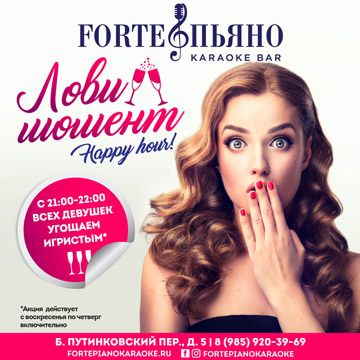 FORTEПЬЯНО
KARAOKE BAR
Лови
момент
Happy hour!
С 21:00-22:00
ВСЕХ ДЕВУШЕК
УГОЩАЕМ
ИГРИСТЫМ*
*Акция действует
с воскресенья по четверг
включительно
Б. ПУТИНКОВСКИЙ ПЕР., Д. 5 | 8 (985) 920-39-69
FORTEPIANOKARAOKE.RU | FORTEPIANOKARAOKE